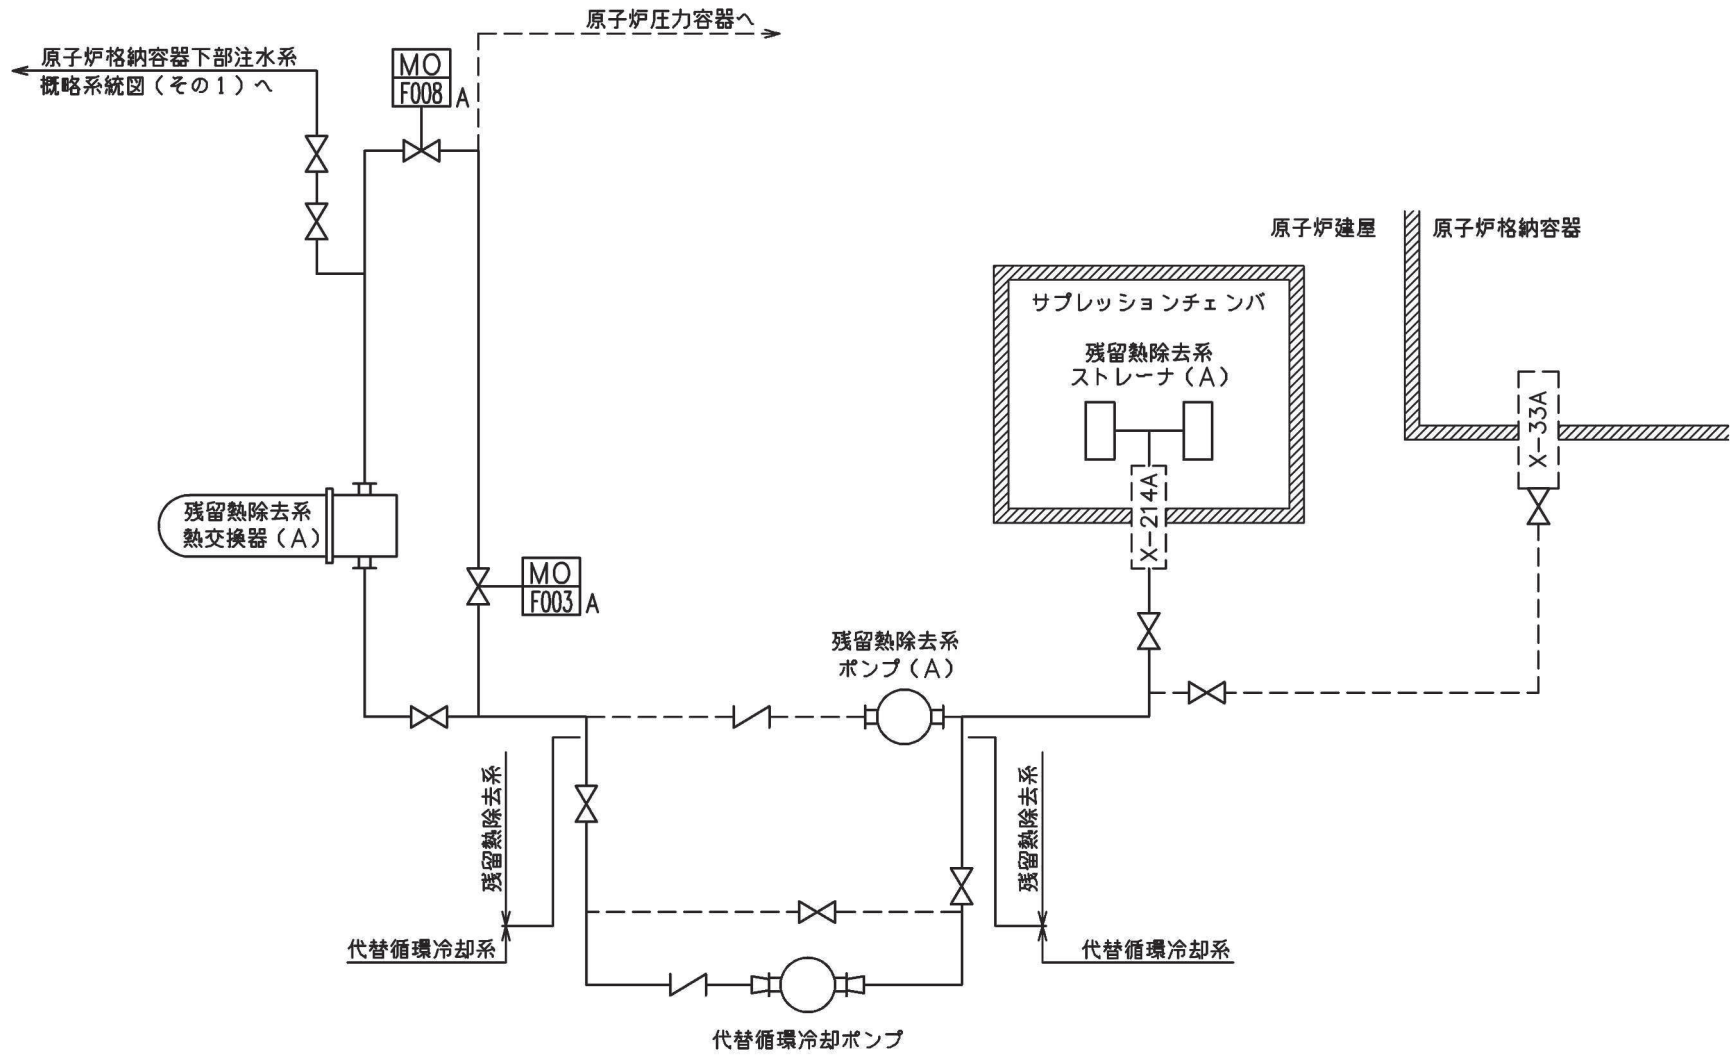 原子炉圧力容器へ
原子炉格納容器下部注水系
概略系統図（その1）へ
MO
F008 A
原子炉建屋
原子炉格納容器
サプレッションチェンバ
残留熱除去系
ストレーナ（A）
X-33A
X-214A
残留熱除去系
熱交換器（A）
MO
F003 A
残留熱除去系
ポンプ（A）
残留熱除去系
残留熱除去系
代替循環冷却系
代替循環冷却系
代替循環冷却ポンプ